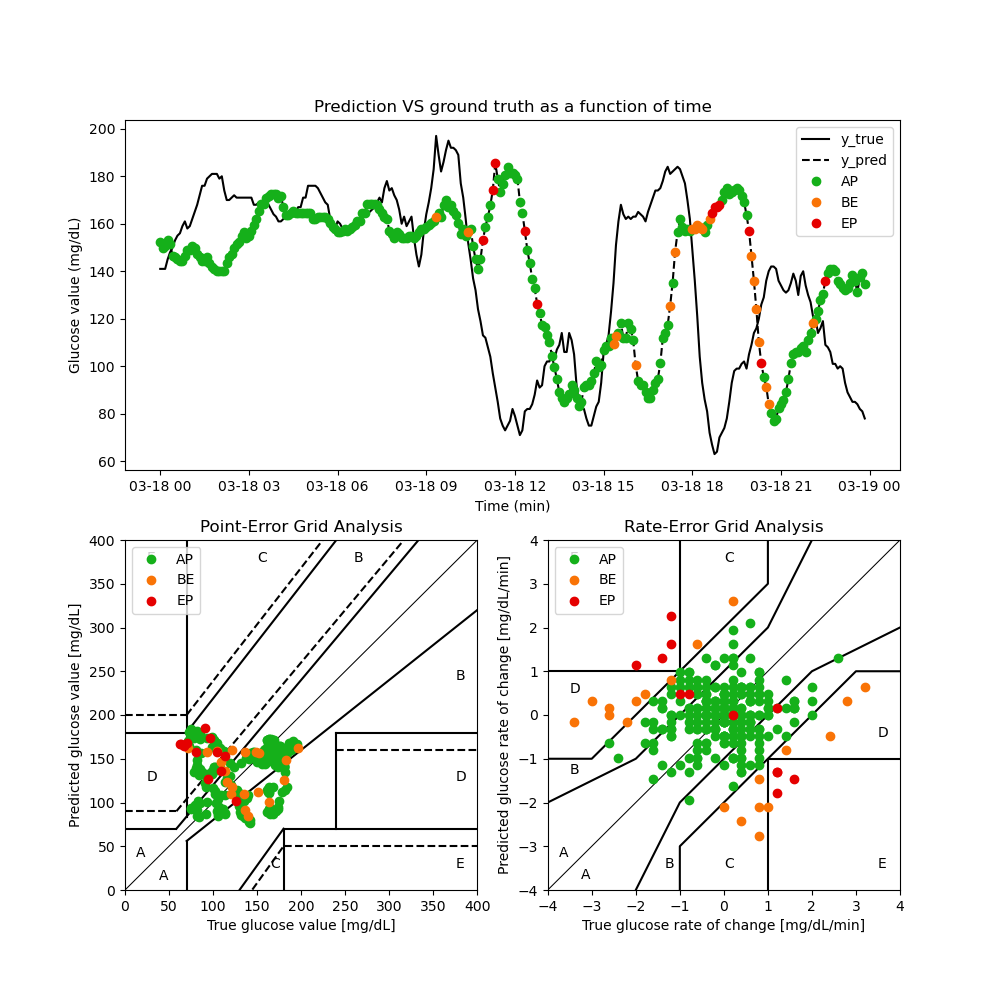 Prediction VS ground truth as a function of time
Glucose value (mg/dL)
200
180
160
140
120
100
80
60
y_true
y_pred
AP
BE
EP
03-18 00 03-18 03 03-18 06 03-18 09 03-18 12 03-18 15 03-18 18 03-18 21 03-19 00
Time (min)
Point-Error Grid Analysis
Predicted glucose value [mg/dL]
400
350
300
250
200
150
100
50
0
AP
BE
EP
C B
B
D D
A
A
C
E
0 50 100 150 200 250 300 350 400
True glucose value [mg/dL]
Rate-Error Grid Analysis
Predicted glucose rate of change [mg/dL/min]
4
3
2
1
0
−1
−2
−3
−4
AP
BE
EP
C
D
D
B
A
A
B C E
−4 −3 −2 −1 0 1 2 3 4
True glucose rate of change [mg/dL/min]